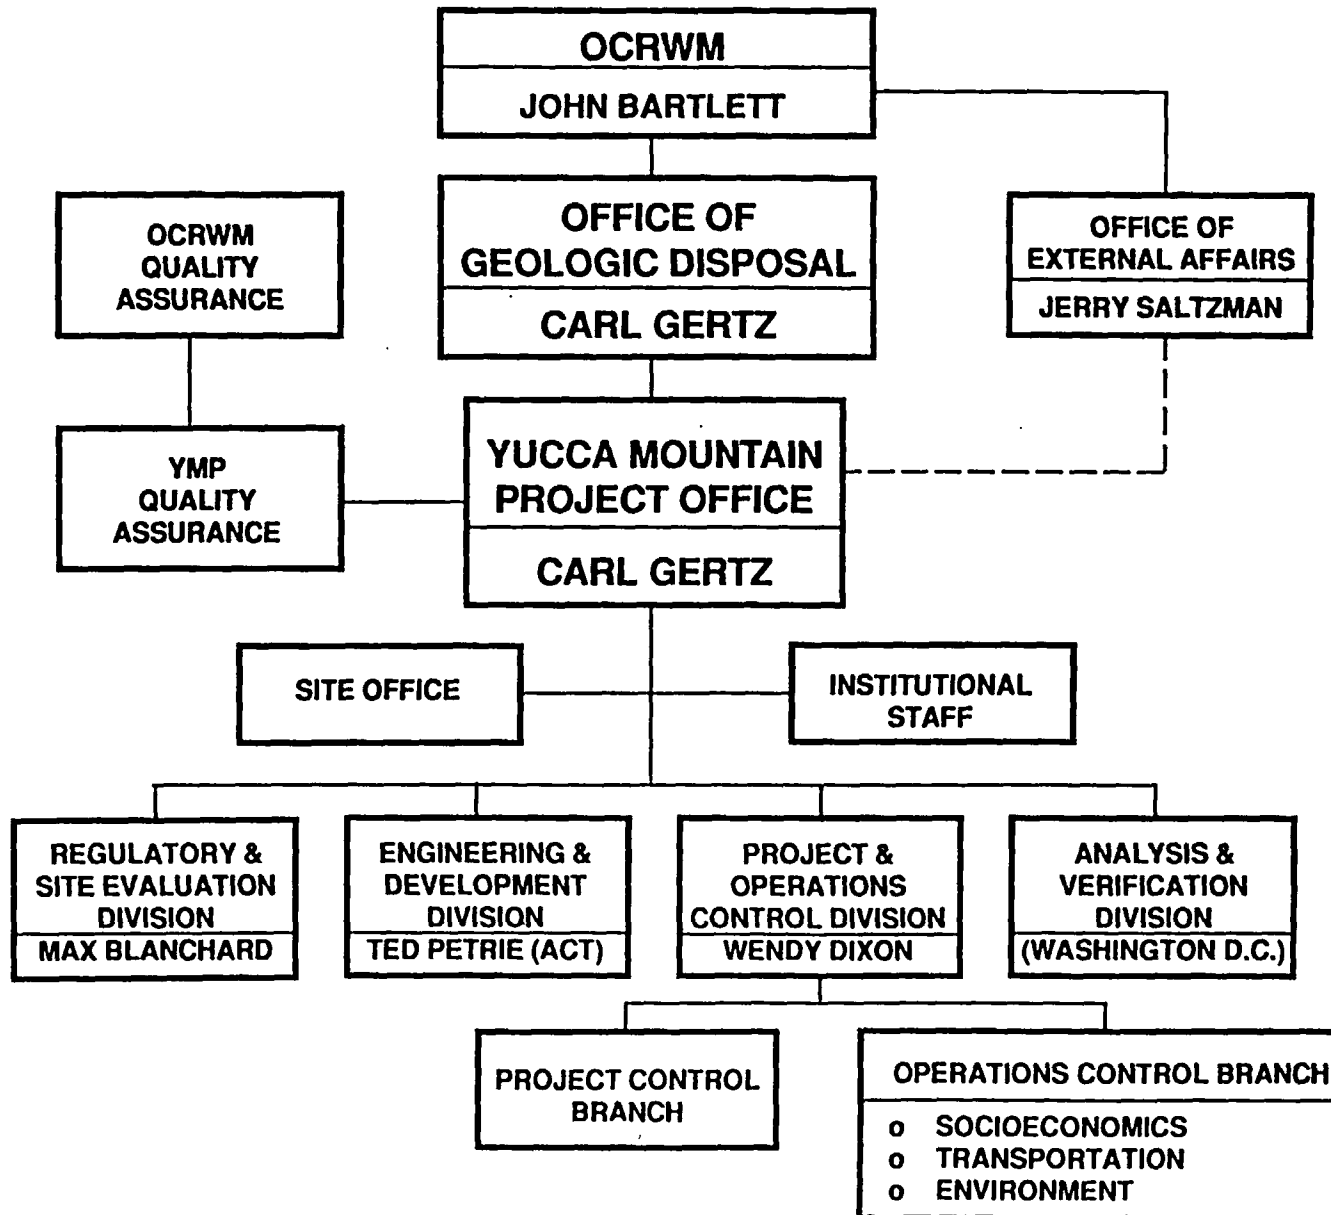 OCRWM
JOHN BARTLETT
OFFICE OF
GEOLOGIC DISPOSAL
CARL GERTZ
OCRWM
QUALITY
ASSURANCE
OFFICE OF
EXTERNAL AFFAIRS
JERRY SALTZMAN
YMP
QUALITY
ASSURANCE
YUCCA MOUNTAIN
PROJECT OFFICE
CARL GERTZ
SITE OFFICE
INSTITUTIONAL
STAFF
REGULATORY &
SITE EVALUATION
DIVISION
MAX BLANCHARD
ENGINEERING &
DEVELOPMENT
DIVISION
TED PETRIE (ACT)
PROJECT &
OPERATIONS
CONTROL DIVISION
WENDY DIXON
ANALYSIS &
VERIFICATION
DIVISION
(WASHINGTON D.C.)
PROJECT CONTROL
BRANCH
OPERATIONS CONTROL BRANCH
o SOCIOECONOMICS
o TRANSPORTATION
o ENVIRONMENT